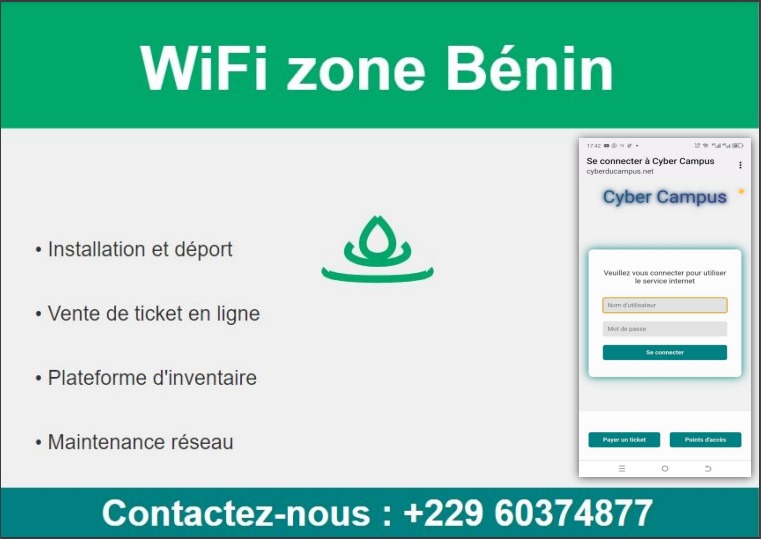 WiFi zone Bénin
• Installation et déport
• Vente de ticket en ligne
• Plateforme d'inventaire
• Maintenance réseau
17:42
Se connecter à Cyber Campus
cyberducampus.net
Cyber Campus
Veuillez vous connecter pour utiliser
le service internet
Nom d'utilisateur
Mot de passe
Se connecter
Payer un ticket
Points d'accès
Contactez-nous : +229 60374877